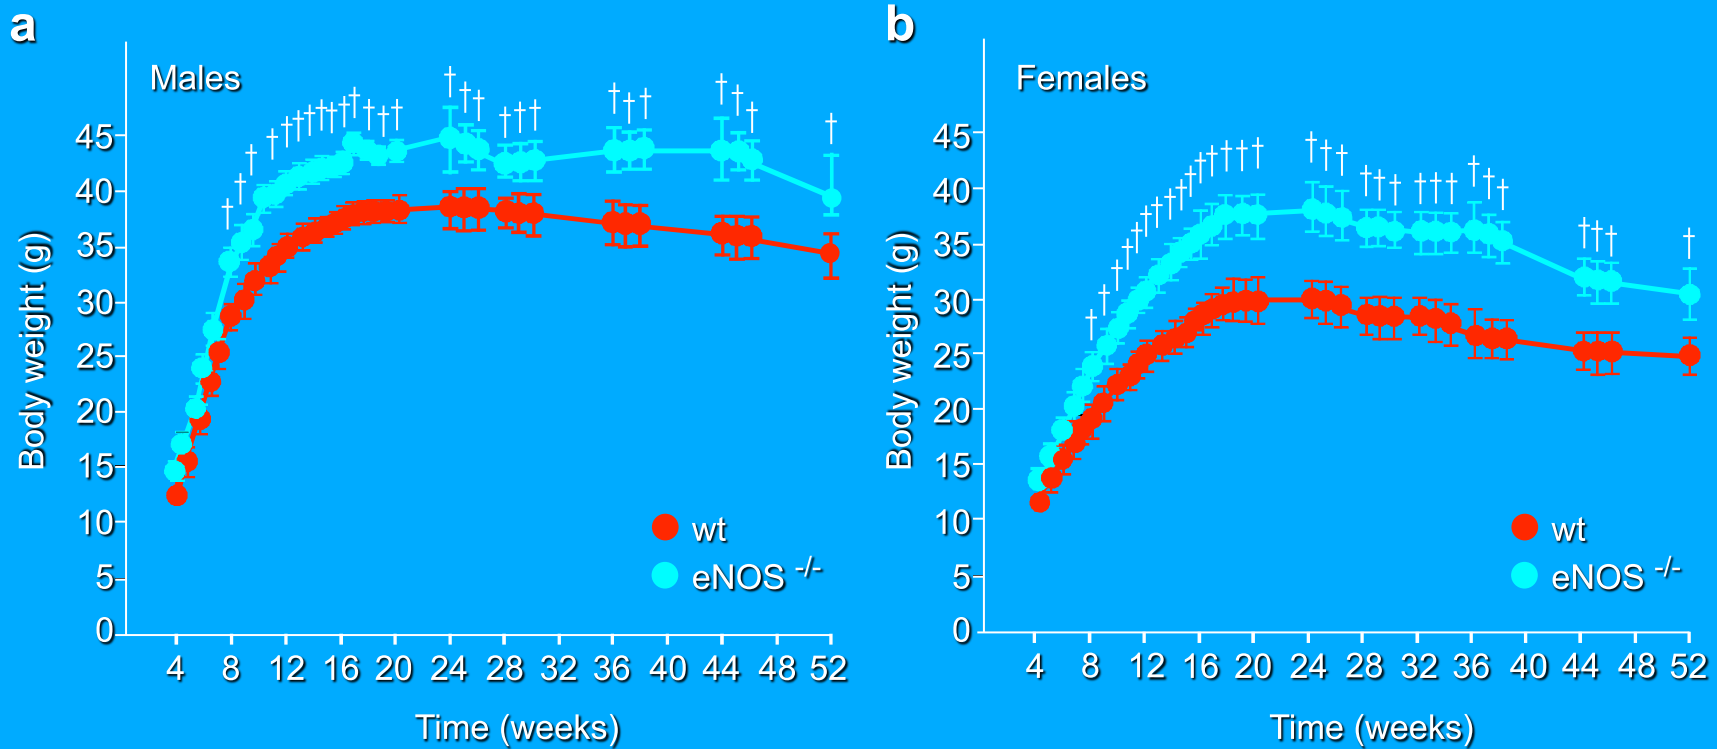 a
Males
Body weight (g)
45
40
35
30
25
20
15
10
5
0
4 8 12 16 20 24 28 32 36 40 44 48 52
Time (weeks)
wt
eNOS -/-
† † † † † † † † † † † † † † † † † † † † † † † † † †
b
Females
Body weight (g)
45
40
35
30
25
20
15
10
5
0
4 8 12 16 20 24 28 32 36 40 44 48 52
Time (weeks)
wt
eNOS -/-
† † † † † † † † † † † † † † † † † † † † † † † † † † † † † †